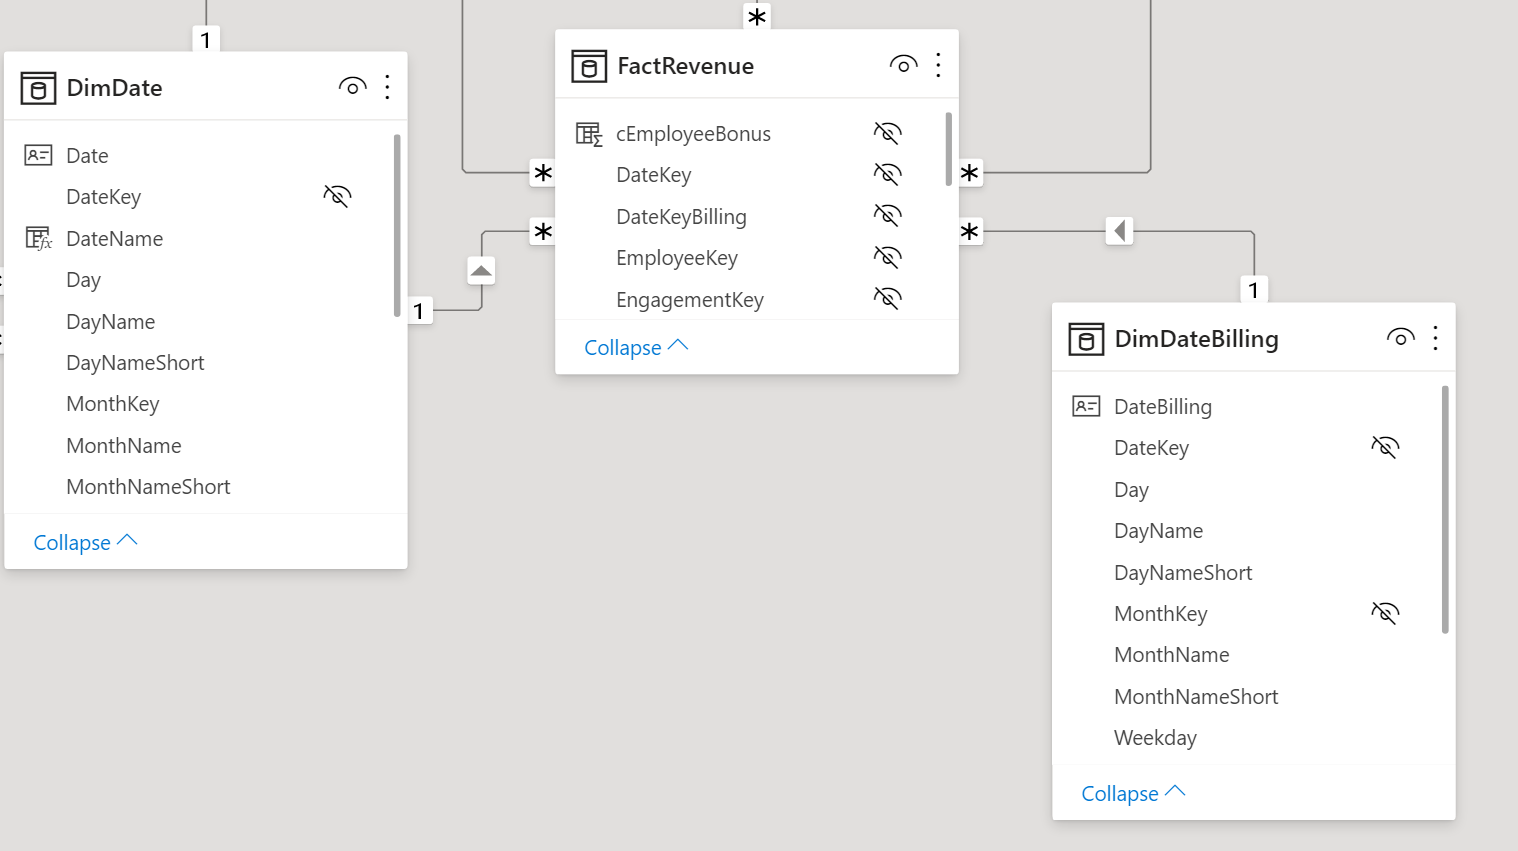 1
DimDate
Date
DateKey
DateName
Day
DayName
DayNameShort
MonthKey
MonthName
MonthNameShort
Collapse
1
*
FactRevenue
cEmployeeBonus
DateKey
DateKeyBilling
EmployeeKey
EngagementKey
Collapse
*
*
*
*
1
DimDateBilling
DateBilling
DateKey
Day
DayName
DayNameShort
MonthKey
MonthName
MonthNameShort
Weekday
Collapse